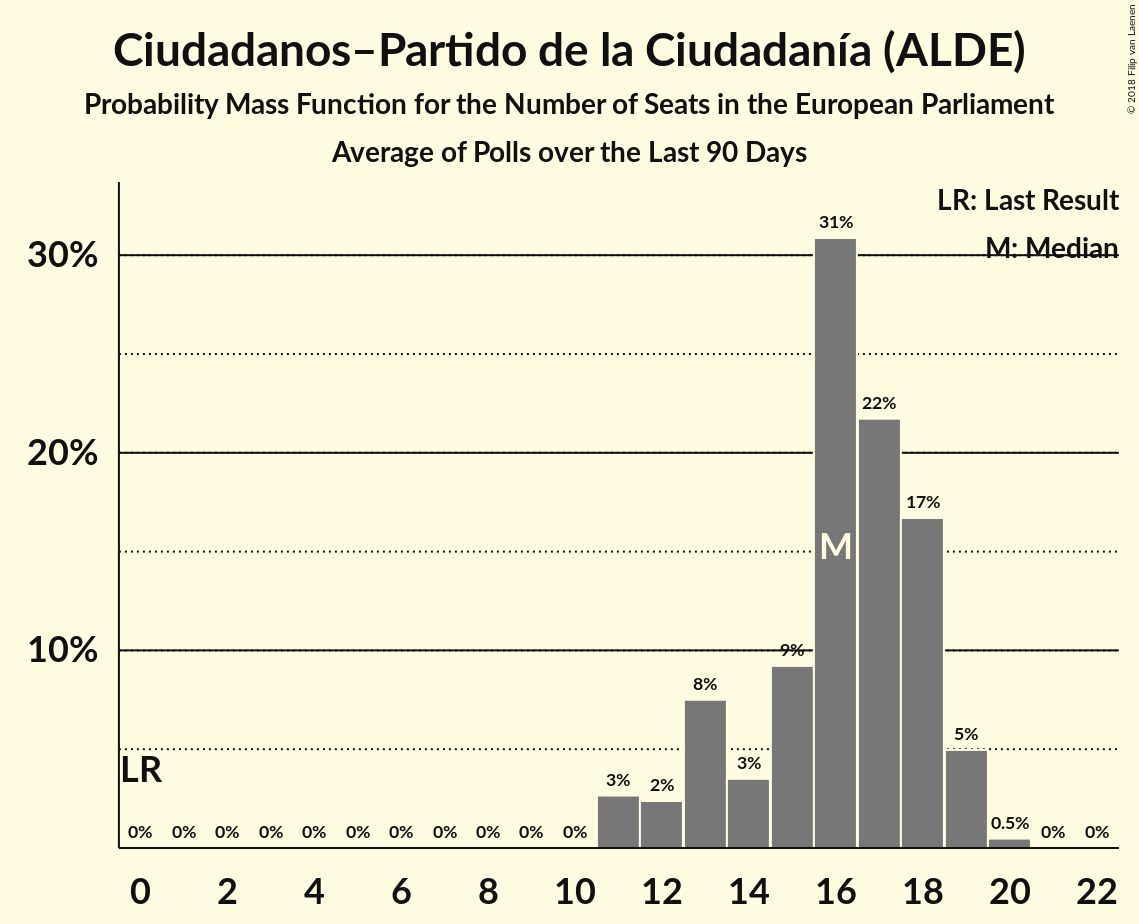 Ciudadanos–Partido de la Ciudadanía (ALDE)
Probability Mass Function for the Number of Seats in the European Parliament
Average of Polls over the Last 90 Days
© 2018 Filip van Laenen
LR: Last Result
M: Median
30%
20%
10%
31%
22%
17%
9%
8%
5%
3%
3%
2%
0.5%
M
LR
0% 0% 0% 0% 0% 0% 0% 0% 0% 0% 0% 0% 0%
0 2 4 6 8 10 12 14 16 18 20 22